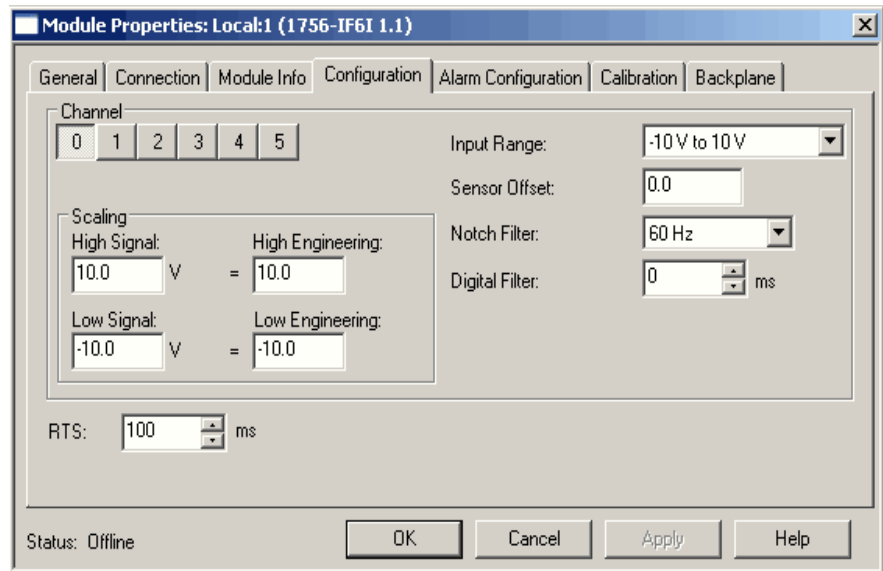 Module Properties: Local:1 (1756-IF6I 1.1)
General Connection Module Info Configuration Alarm Configuration Calibration Backplane
Channel
0 1 2 3 4 5
Input Range: -10 V to 10 V
Sensor Offset: 0.0
Scaling
High Signal: High Engineering:
Notch Filter: 60 Hz
10.0 V = 10.0
Digital Filter: 0 ms
Low Signal: Low Engineering:
-10.0 V = -10.0
RTS: 100 ms
Status: Offline
OK Cancel Apply Help